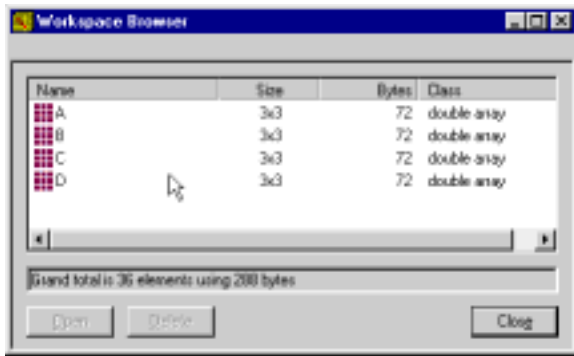 Workspace Browser
Name Size Bytes Class
A 3x3 72 double array
B 3x3 72 double array
C 3x3 72 double array
D 3x3 72 double array
Grand total is 36 elements using 288 bytes
Open Delete Close